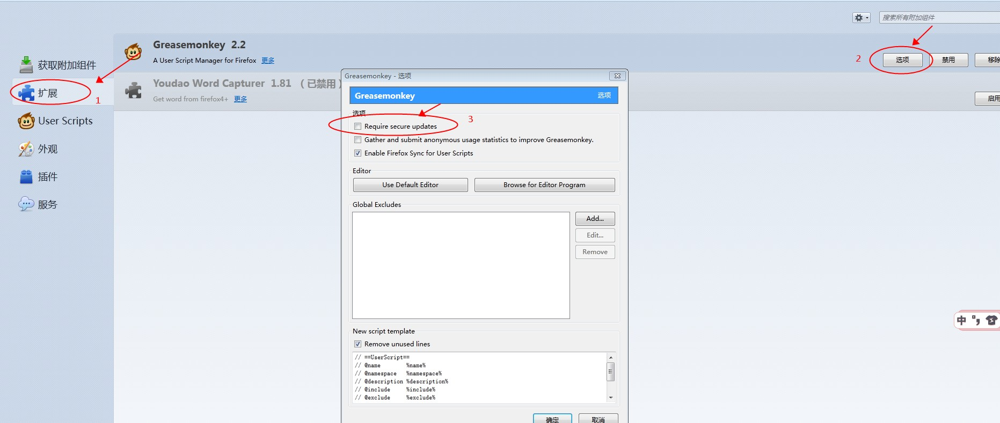 搜索所有附加组件
Greasemonkey 2.2
A User Script Manager for Firefox 更多
2
选项
禁用
移除
获取附加组件
扩展
1
User Scripts
外观
插件
服务
Youdao Word Capturer 1.81 （已禁用）
Get word from firefox4+ 更多
启用
Greasemonkey - 选项
Greasemonkey 选项
选项
3
Require secure updates
Gather and submit anonymous usage statistics to improve Greasemonkey.
Enable Firefox Sync for User Scripts
Editor
Use Default Editor
Browse for Editor Program
Global Excludes
Add...
Edit...
Remove
New script template
Remove unused lines
// ==UserScript==
// @name %name%
// @namespace %namespace%
// @description %description%
// @include %include%
// @exclude %exclude%
确定
取消
中 °,